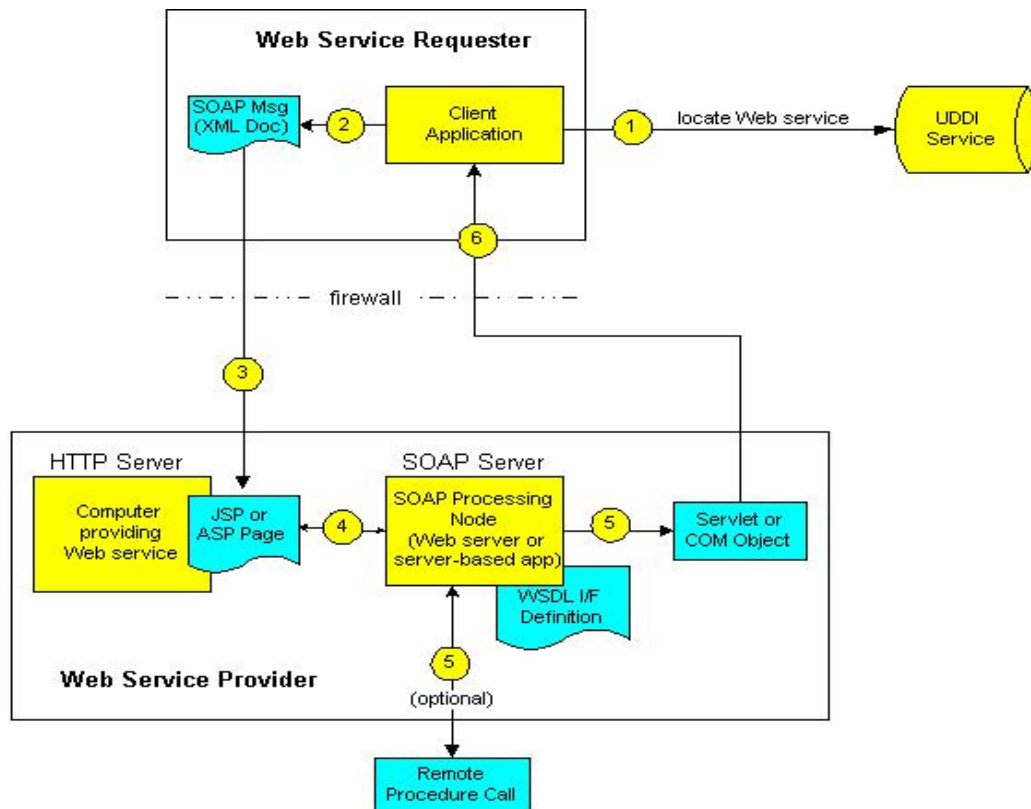 Web Service Requester
SOAP Msg
(XML Doc)
2
Client
Application
1
locate Web service
UDDI
Service
6
firewall
3
HTTP Server
SOAP Server
Computer
providing
Web service
JSP or
ASP Page
4
SOAP Processing
Node
(Web server or
server-based app)
5
Servlet or
COM Object
WSDL I/F
Definition
5
(optional)
Web Service Provider
Remote
Procedure Call